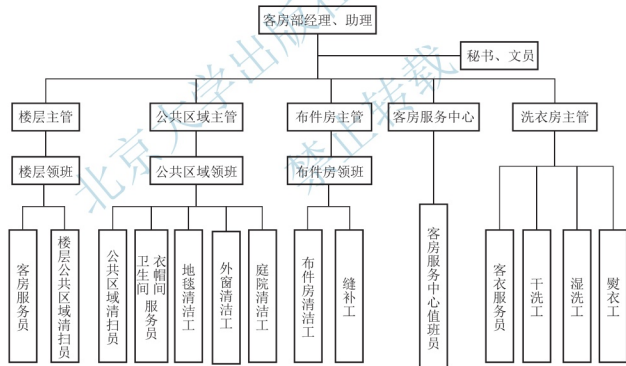 客房部经理、助理
秘书、文员
楼层主管
公共区域主管
布件房主管
客房服务中心
洗衣房主管
楼层领班
公共区域领班
布件房领班
客房服务员
楼层公共区域清扫员
公共区域清扫员
卫生间
衣帽间
服务员
地毯清洁工
外窗清洁工
庭院清洁工
布件房清洁工
缝补工
客房服务中心值班员
客衣服务员
干洗工
湿洗工
熨衣工
北京大学出版社
禁止转载